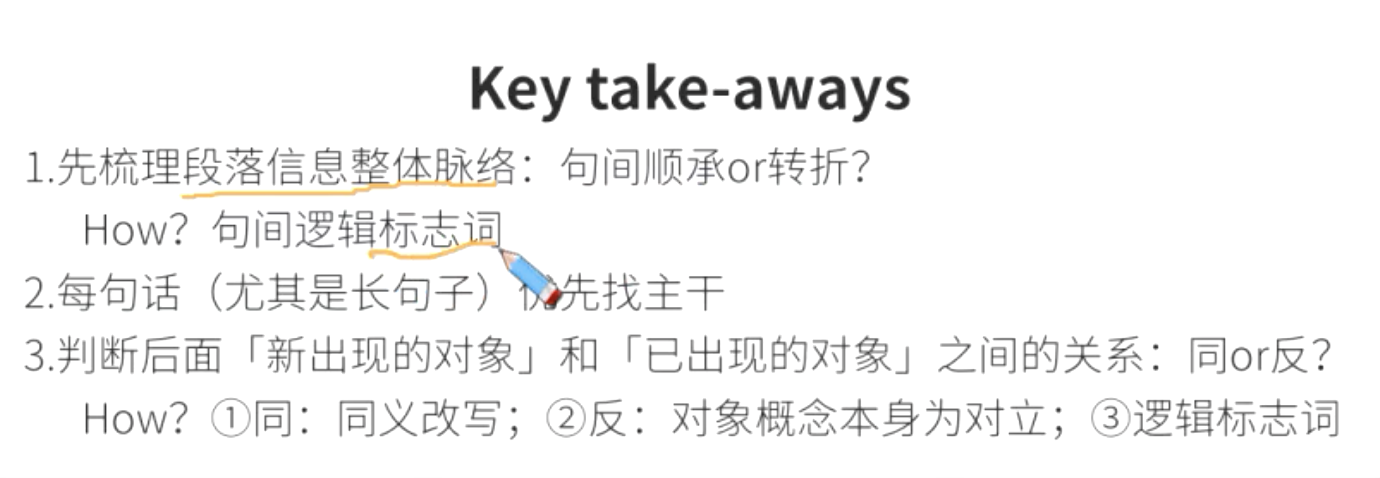 Key take-aways
1.先梳理段落信息整体脉络：句间顺承or转折？
How？句间逻辑标志词
2.每句话（尤其是长句子）优先找主干
3.判断后面「新出现的对象」和「已出现的对象」之间的关系：同or反？
How？①同：同义改写；②反：对象概念本身为对立；③逻辑标志词